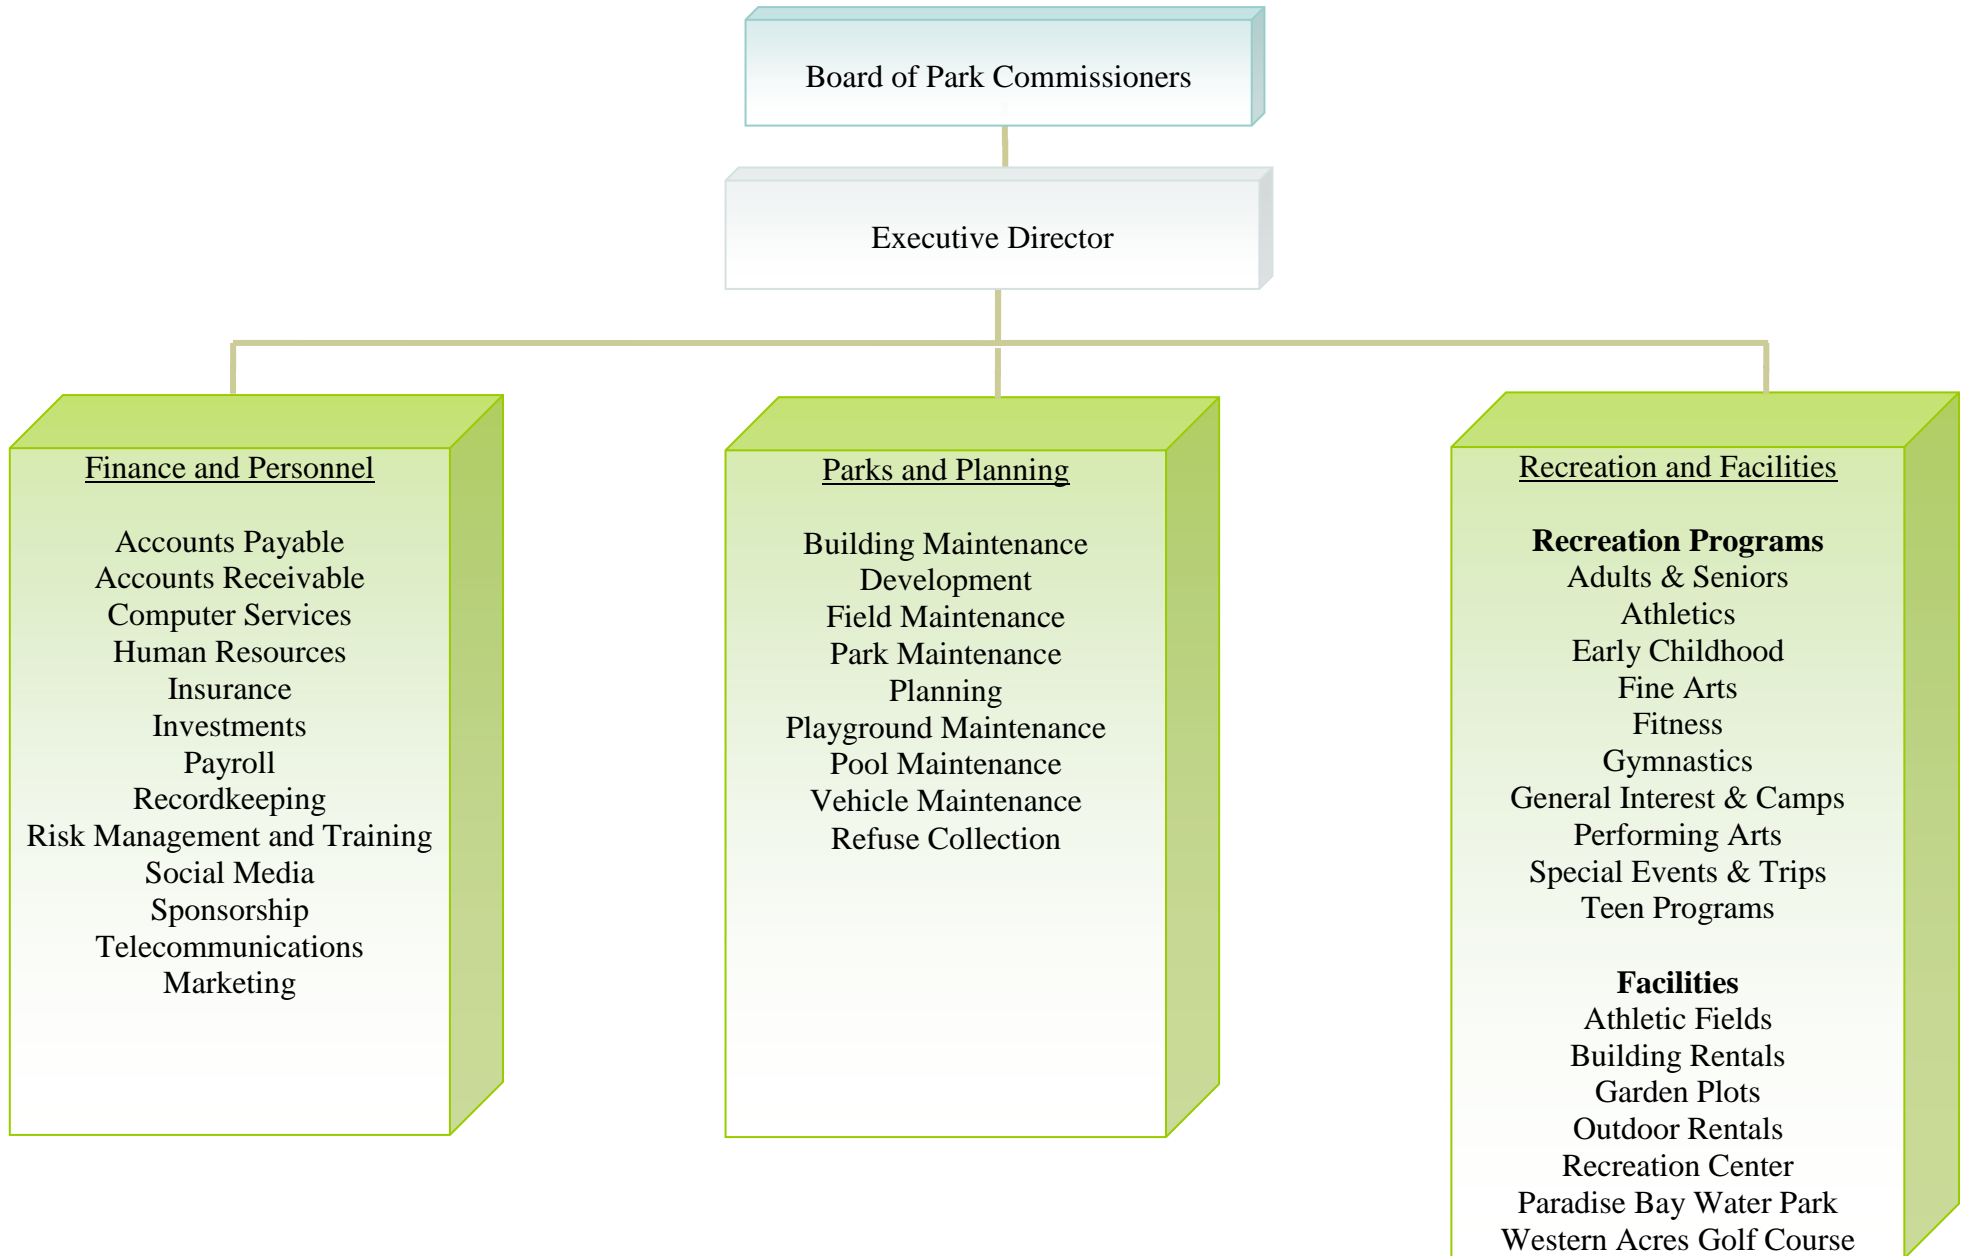 Board of Park Commissioners
Executive Director
Finance and Personnel
Accounts Payable
Accounts Receivable
Computer Services
Human Resources
Insurance
Investments
Payroll
Recordkeeping
Risk Management and Training
Social Media
Sponsorship
Telecommunications
Marketing
Parks and Planning
Building Maintenance
Development
Field Maintenance
Park Maintenance
Planning
Playground Maintenance
Pool Maintenance
Vehicle Maintenance
Refuse Collection
Recreation and Facilities
Recreation Programs
Adults & Seniors
Athletics
Early Childhood
Fine Arts
Fitness
Gymnastics
General Interest & Camps
Performing Arts
Special Events & Trips
Teen Programs
Facilities
Athletic Fields
Building Rentals
Garden Plots
Outdoor Rentals
Recreation Center
Paradise Bay Water Park
Western Acres Golf Course